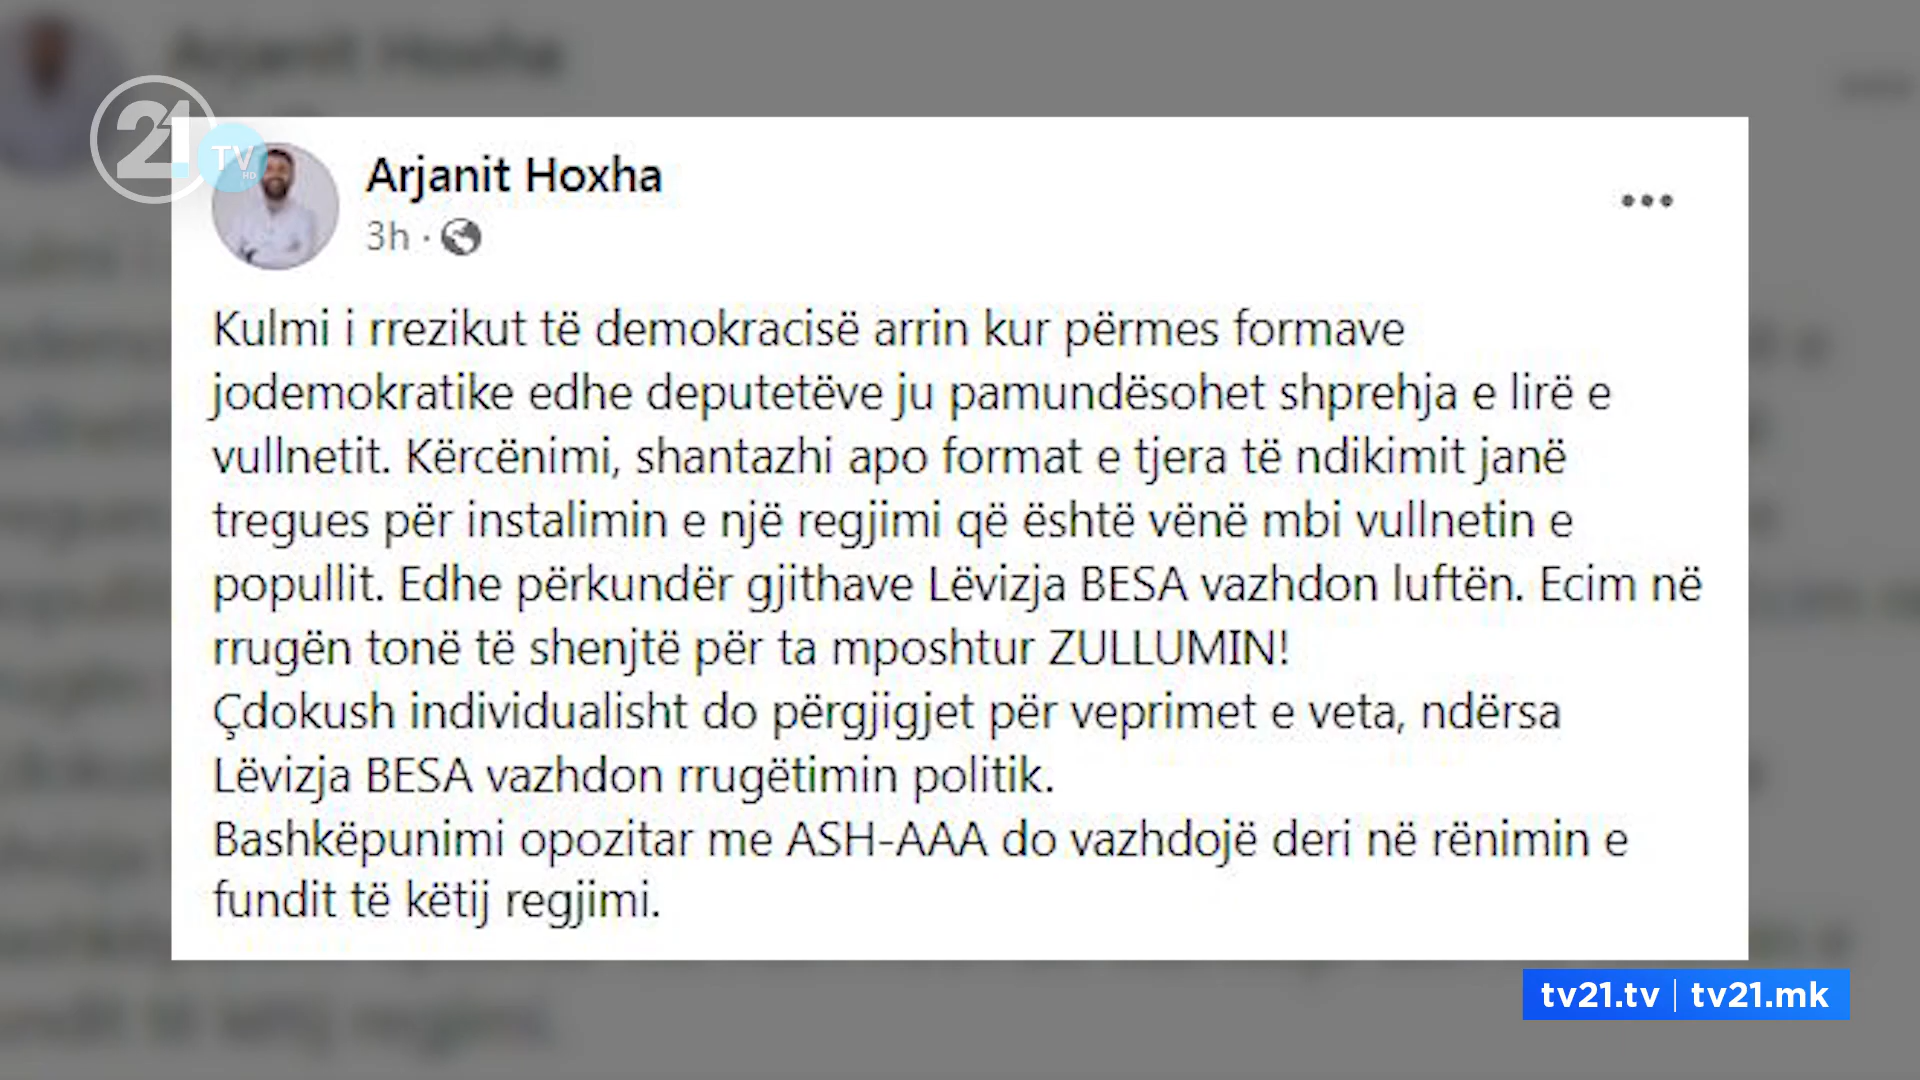 21
TV
HD
Arjanit Hoxha
3h ·
Kulmi i rrezikut të demokracisë arrin kur përmes formave
jodemokratike edhe deputetëve ju pamundësohet shprehja e lirë e
vullnetit. Kërcënimi, shantazhi apo format e tjera të ndikimit janë
tregues për instalimin e një regjimi që është vënë mbi vullnetin e
popullit. Edhe përkundër gjithave Lëvizja BESA vazhdon luftën. Ecim në
rrugën tonë të shenjtë për ta mposhtur ZULLUMIN!
Çdokush individualisht do përgjigjet për veprimet e veta, ndërsa
Lëvizja BESA vazhdon rrugëtimin politik.
Bashkëpunimi opozitar me ASH-AAA do vazhdojë deri në rënimin e
fundit të këtij regjimi.
tv21.tv | tv21.mk